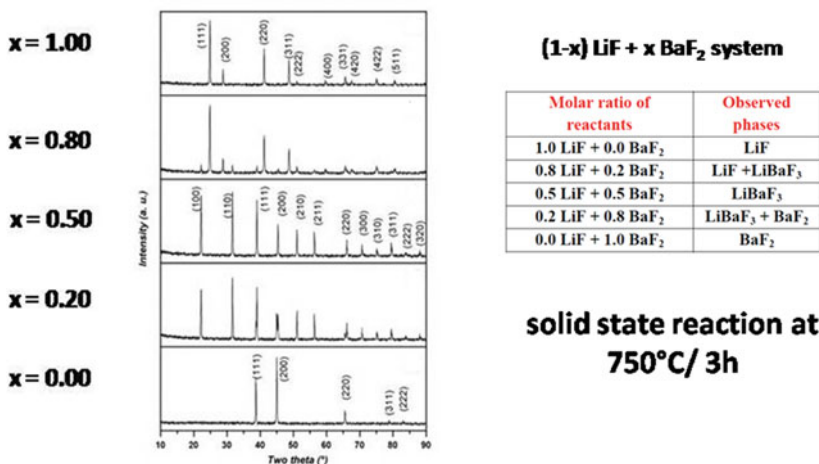 x = 1.00
(111)
(200)
(220)
(311)
(222)
(400)
(331)
(420)
(422)
(511)
x = 0.80
x = 0.50
(100)
(110)
(111)
(200)
(210)
(211)
(220)
(300)
(310)
(311)
(222)
(320)
x = 0.20
x = 0.00
(111)
(200)
(220)
(311)
(222)
Intensity (a. u.)
10 20 30 40 50 60 70 80 90
Two theta (°)
(1-x) LiF + x BaF₂ system
Molar ratio of reactants Observed phases
1.0 LiF + 0.0 BaF₂ LiF
0.8 LiF + 0.2 BaF₂ LiF +LiBaF₃
0.5 LiF + 0.5 BaF₂ LiBaF₃
0.2 LiF + 0.8 BaF₂ LiBaF₃ + BaF₂
0.0 LiF + 1.0 BaF₂ BaF₂
solid state reaction at
750°C/ 3h